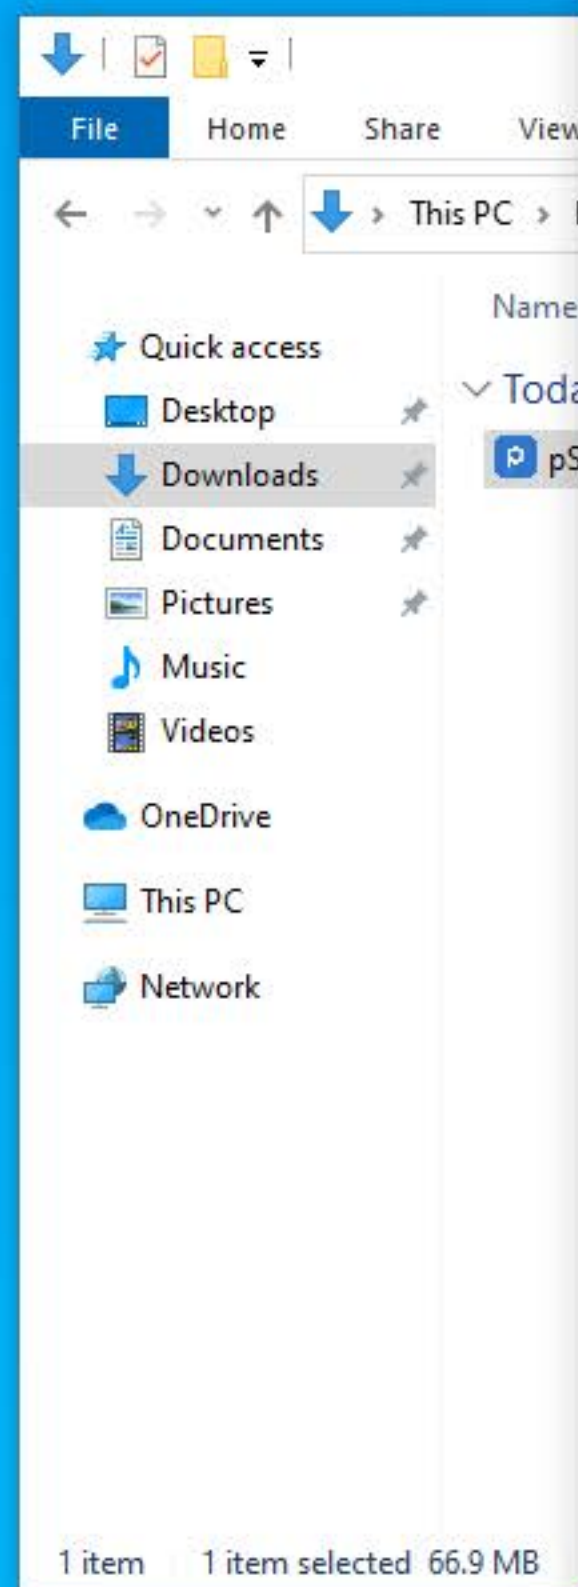 File Home Share View
This PC
Name
Quick access
Desktop
Downloads
Documents
Pictures
Music
Videos
OneDrive
This PC
Network
1 item 1 item selected 66.9 MB